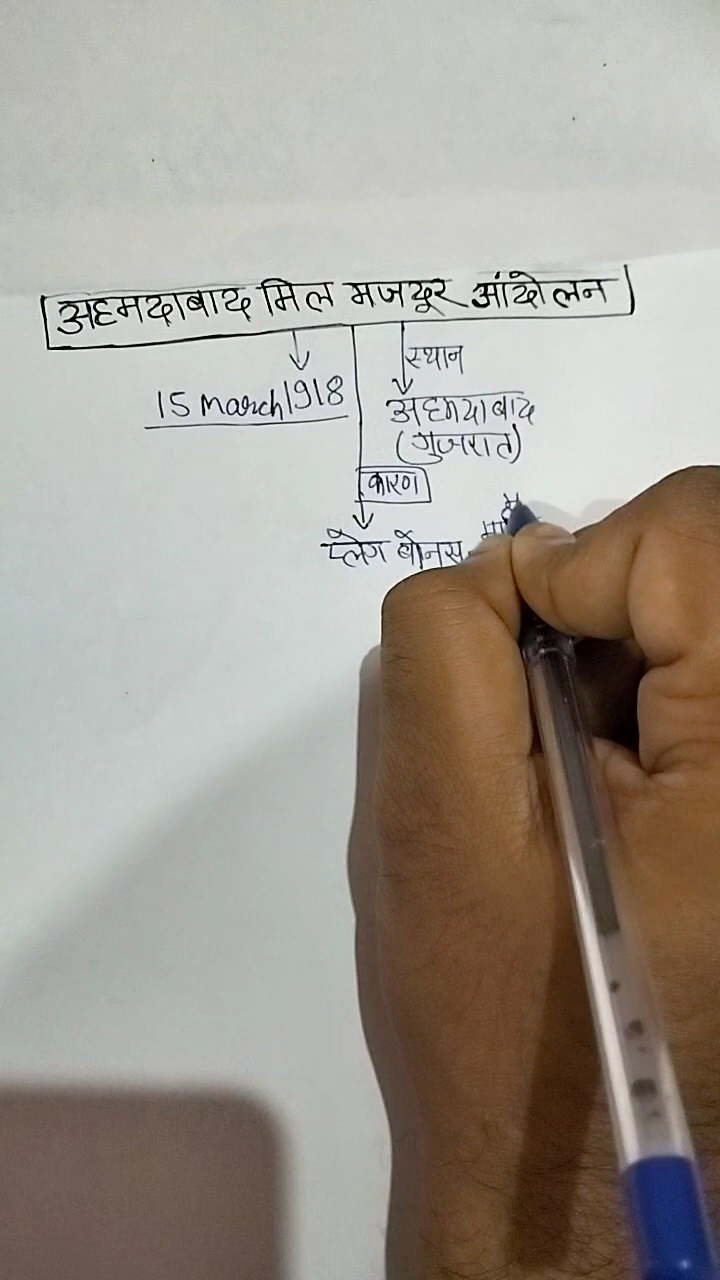 अहमदाबाद मिल मजदूर आंदोलन
स्थान
15 March 1918
अहमदाबाद
(गुजरात)
कारण
प्लेग बोनस